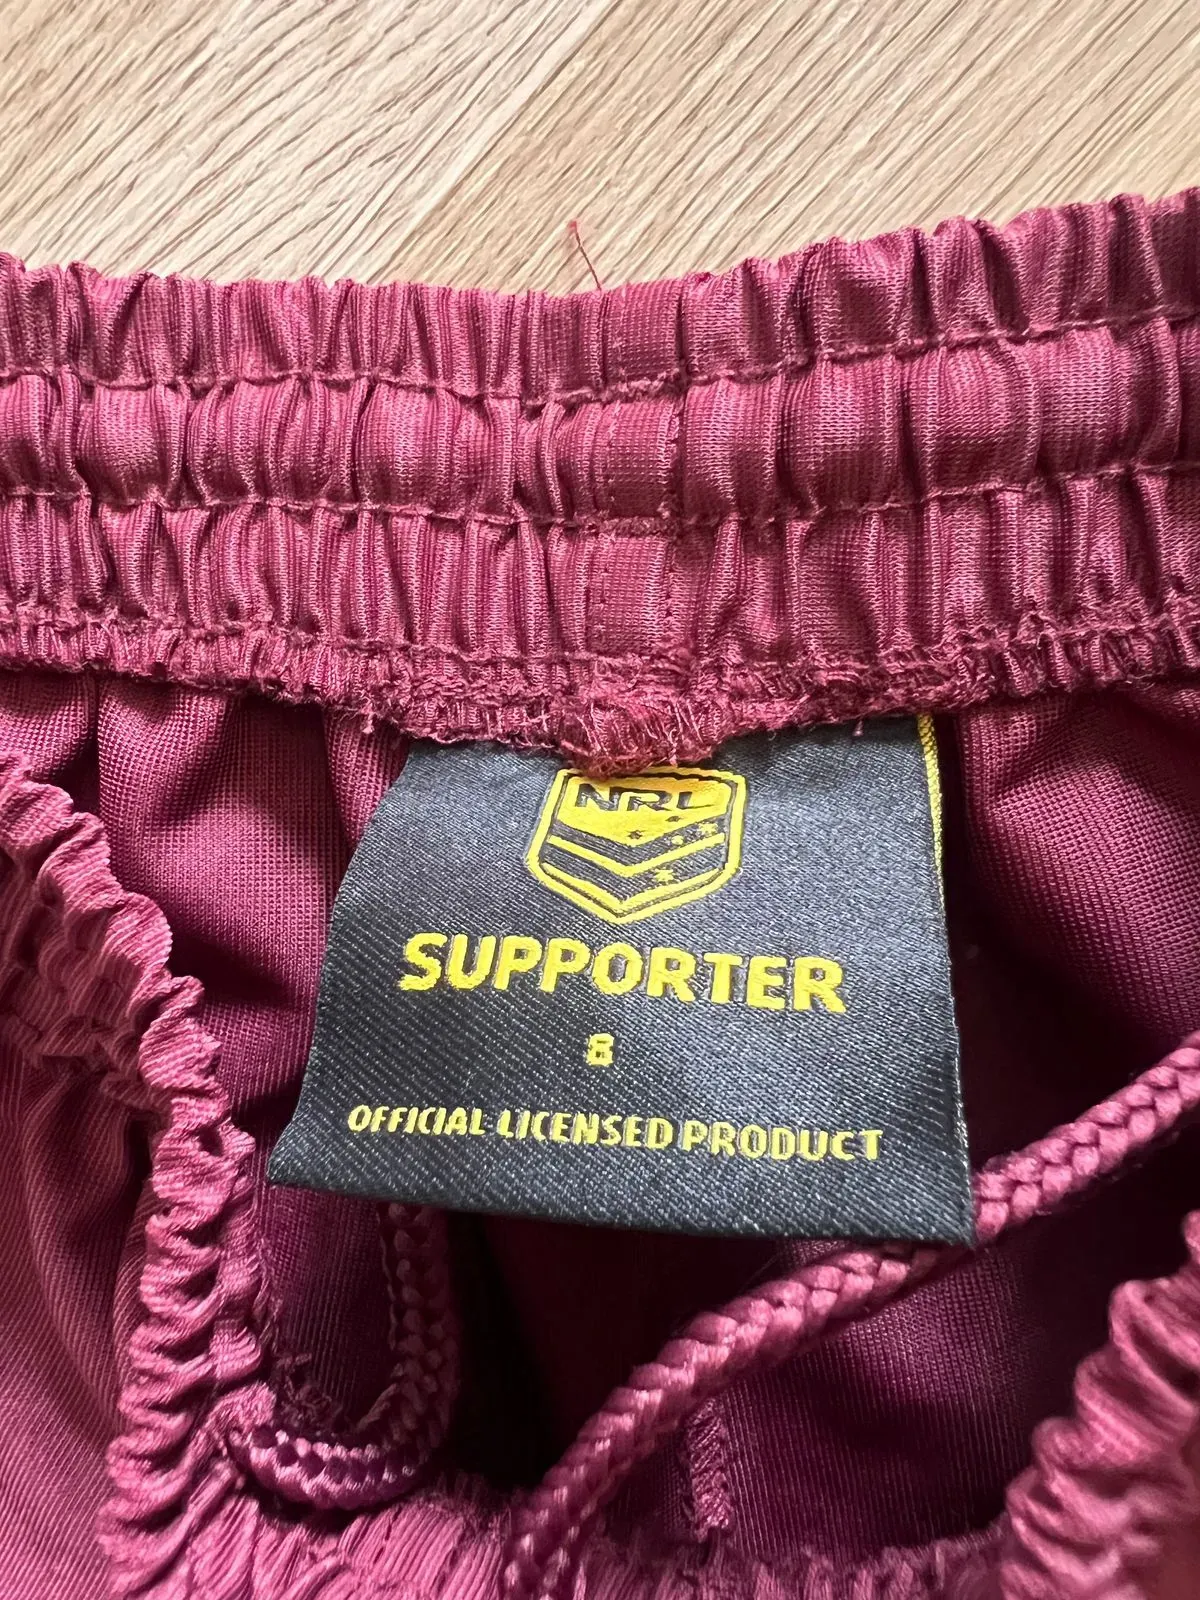 NRL
SUPPORTER
8
OFFICIAL LICENSED PRODUCT